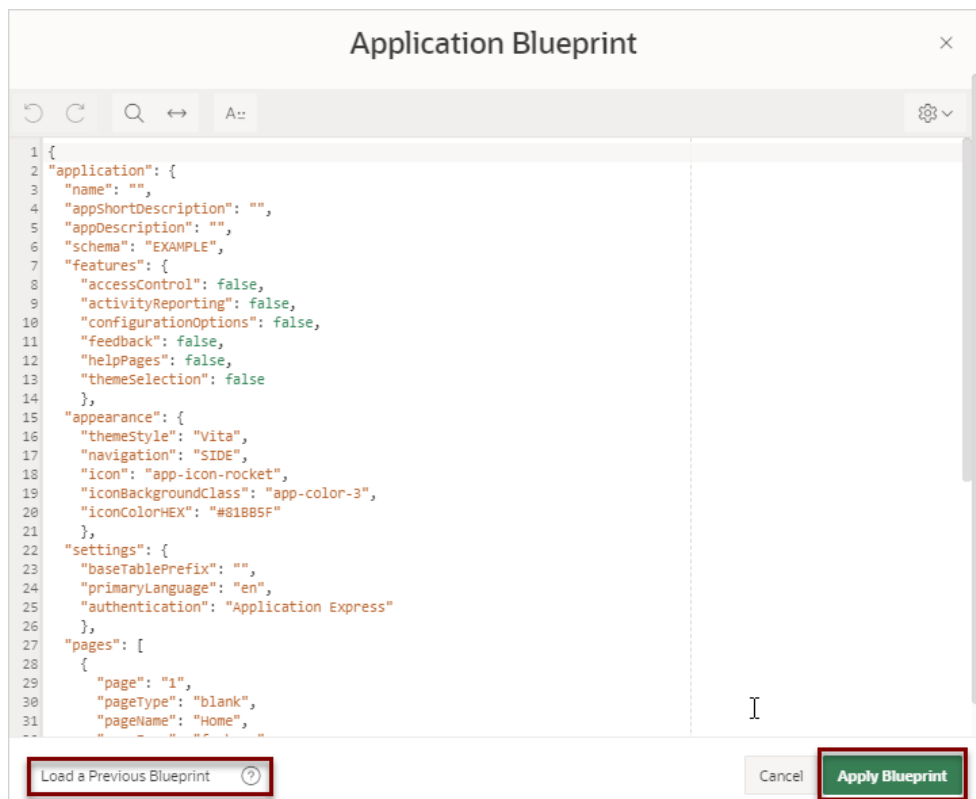 Application Blueprint
A
1 {
2 "application": {
3 "name": "",
4 "appShortDescription": "",
5 "appDescription": "",
6 "schema": "EXAMPLE",
7 "features": {
8 "accessControl": false,
9 "activityReporting": false,
10 "configurationOptions": false,
11 "feedback": false,
12 "helpPages": false,
13 "themeSelection": false
14 },
15 "appearance": {
16 "themeStyle": "Vita",
17 "navigation": "SIDE",
18 "icon": "app-icon-rocket",
19 "iconBackgroundClass": "app-color-3",
20 "iconColorHEX": "#81BB5F"
21 },
22 "settings": {
23 "baseTablePrefix": "",
24 "primaryLanguage": "en",
25 "authentication": "Application Express"
26 },
27 "pages": [
28 {
29 "page": "1",
30 "pageType": "blank",
31 "pageName": "Home",
Load a Previous Blueprint ?
Cancel
Apply Blueprint